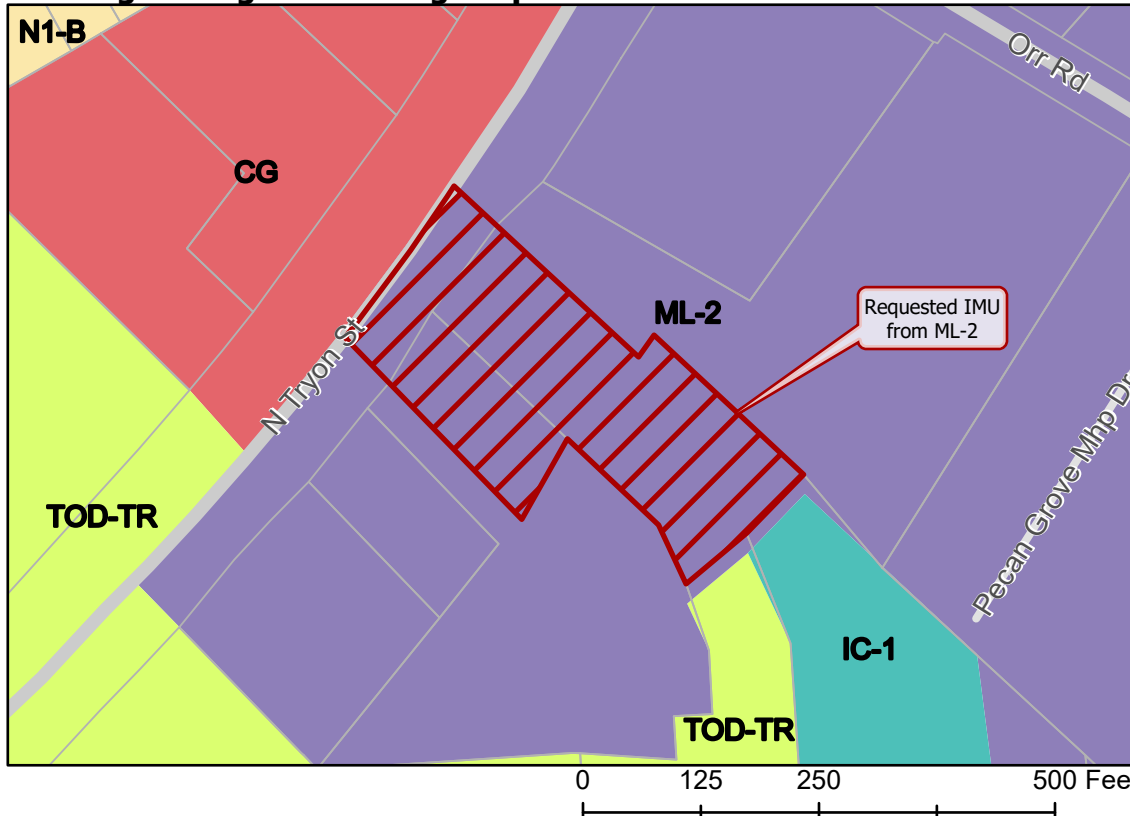 N1-B
Orr Rd
CG
ML-2
Requested IMU
from ML-2
N Tryon St
TOD-TR
Pecan Grove Mhp Dr
IC-1
TOD-TR
0 125 250 500 Fee